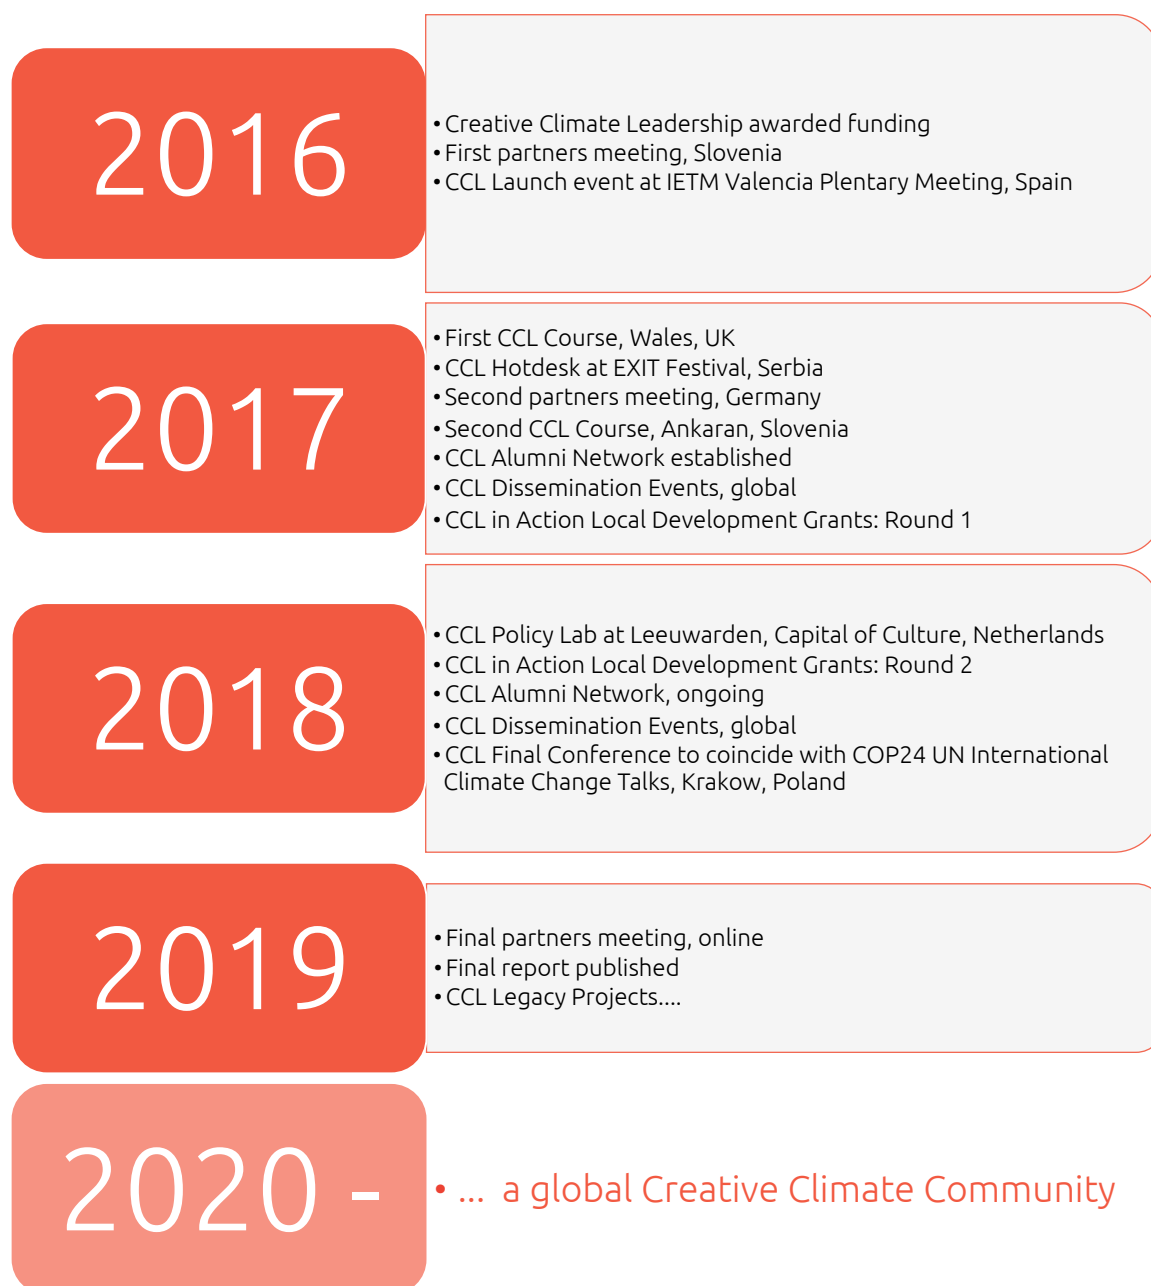 2016
• Creative Climate Leadership awarded funding
• First partners meeting, Slovenia
• CCL Launch event at IETM Valencia Plentary Meeting, Spain
2017
• First CCL Course, Wales, UK
• CCL Hotdesk at EXIT Festival, Serbia
• Second partners meeting, Germany
• Second CCL Course, Ankaran, Slovenia
• CCL Alumni Network established
• CCL Dissemination Events, global
• CCL in Action Local Development Grants: Round 1
2018
• CCL Policy Lab at Leeuwarden, Capital of Culture, Netherlands
• CCL in Action Local Development Grants: Round 2
• CCL Alumni Network, ongoing
• CCL Dissemination Events, global
• CCL Final Conference to coincide with COP24 UN International
Climate Change Talks, Krakow, Poland
2019
• Final partners meeting, online
• Final report published
• CCL Legacy Projects....
2020 -
• ... a global Creative Climate Community